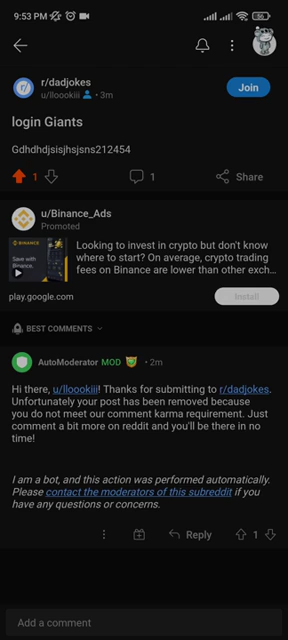 9:53 PM
56
r/dadjokes
u/lloookiii • 3m
Join
login Giants
Gdhdhdjsisjhsjsns212454
1
1
Share
u/Binance_Ads
Promoted
Looking to invest in crypto but don't know
where to start? On average, crypto trading
fees on Binance are lower than other exch...
Save with
Binance.
play.google.com
Install
BEST COMMENTS
AutoModerator MOD • 2m
Hi there, u/lloookiii! Thanks for submitting to r/dadjokes.
Unfortunately your post has been removed because
you do not meet our comment karma requirement. Just
comment a bit more on reddit and you'll be there in no
time!
I am a bot, and this action was performed automatically.
Please contact the moderators of this subreddit if you
have any questions or concerns.
Reply
1
Add a comment